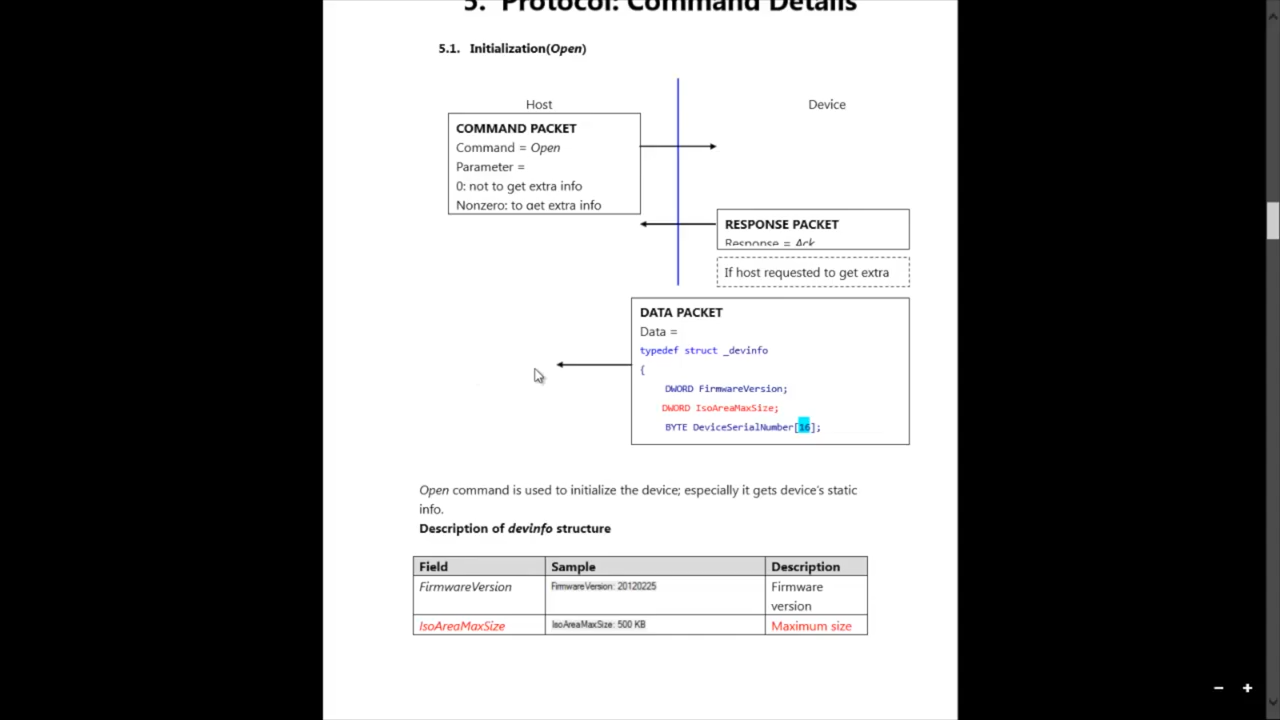 5. Protocol: Command Details
5.1. Initialization(Open)
Host
Device
COMMAND PACKET
Command = Open
Parameter =
0: not to get extra info
Nonzero: to get extra info
RESPONSE PACKET
Response = Ack
If host requested to get extra
DATA PACKET
Data =
typedef struct _devinfo
{
DWORD FirmwareVersion;
DWORD IsoAreaMaxSize;
BYTE DeviceSerialNumber[16];
Open command is used to initialize the device; especially it gets device's static
info.
Description of devinfo structure
Field Sample Description
FirmwareVersion FirmwareVersion: 20120225 Firmware
version
IsoAreaMaxSize IsoAreaMaxSize: 500 KB Maximum size